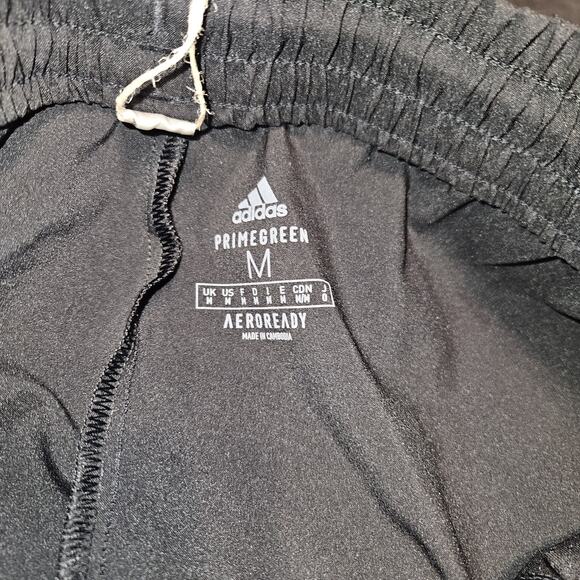 adidas
PRIMEGREEN
M
UK US F D I E CDN J
M M M M M M M/M O
AEROREADY
MADE IN CAMBODIA